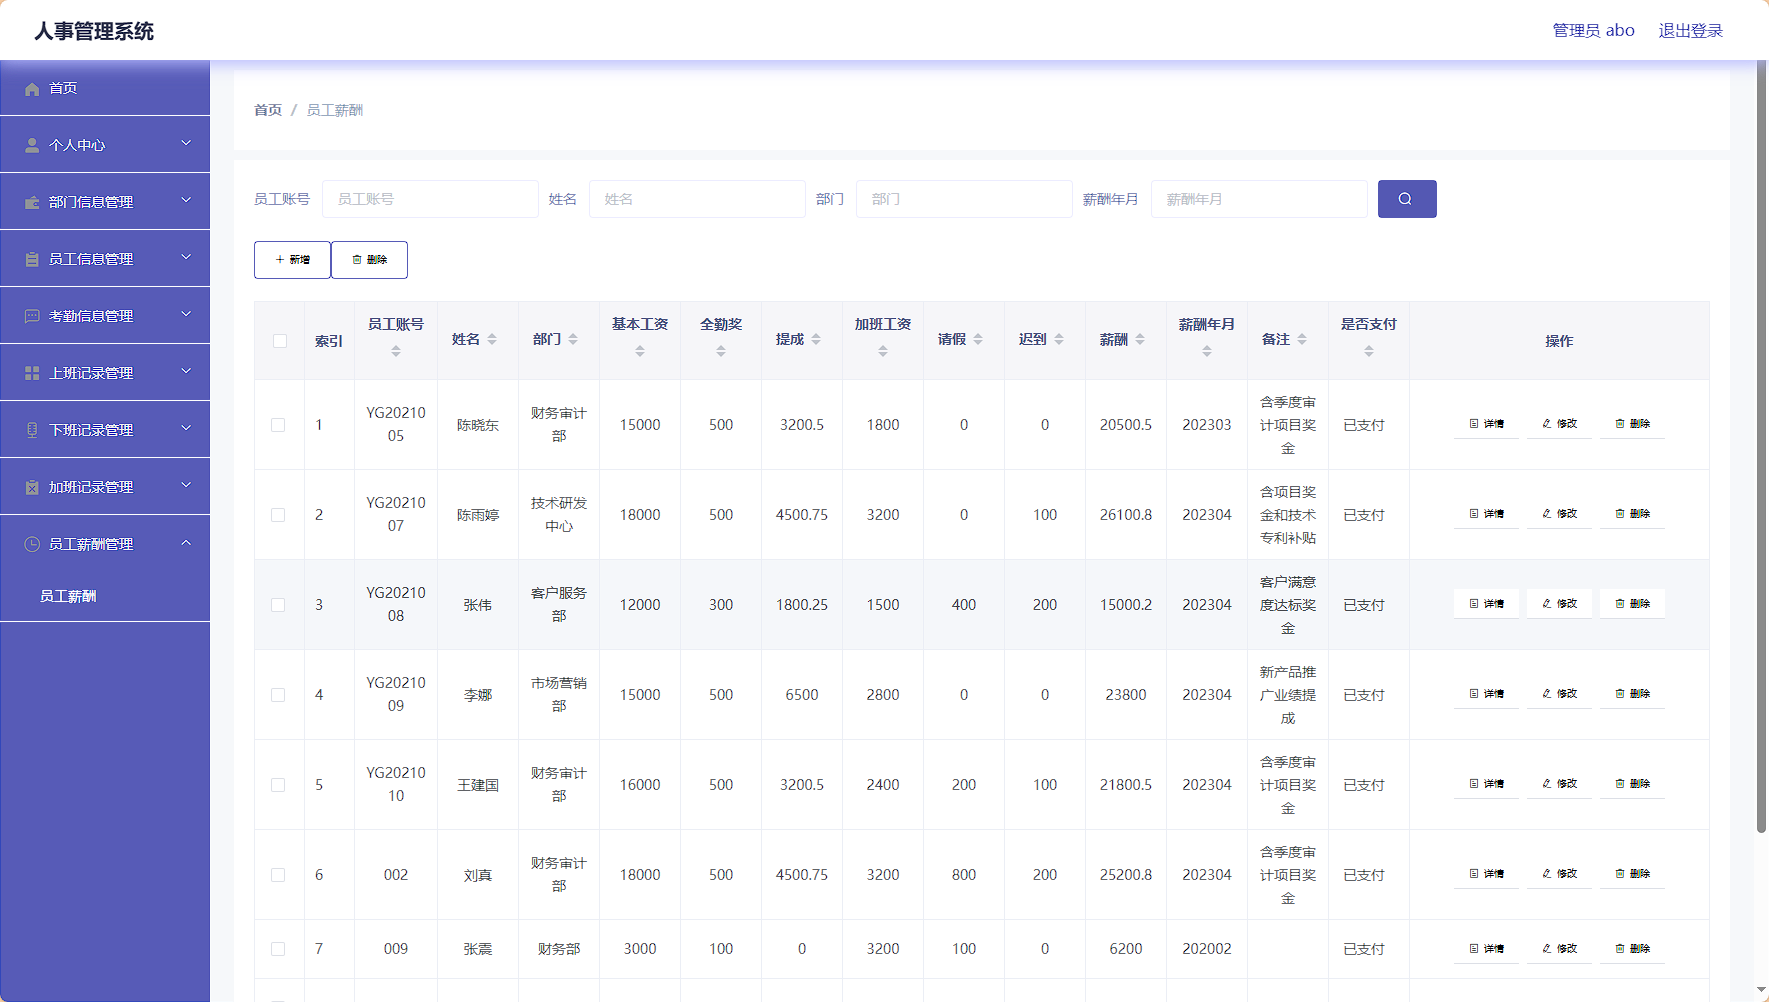 人事管理系统
管理员 abo 退出登录
首页
个人中心
部门信息管理
员工信息管理
考勤信息管理
上班记录管理
下班记录管理
加班记录管理
员工薪酬管理
员工薪酬
首页 / 员工薪酬
员工账号 员工账号 姓名 姓名 部门 部门 薪酬年月 薪酬年月
新增 删除
索引 员工账号 姓名 部门 基本工资 全勤奖 提成 加班工资 请假 迟到 薪酬 薪酬年月 备注 是否支付 操作
1 YG2021005 陈晓东 财务审计部 15000 500 3200.5 1800 0 0 20500.5 202303 含季度审计项目奖金 已支付 详情 修改 删除
2 YG2021007 陈雨婷 技术研发中心 18000 500 4500.75 3200 0 100 26100.8 202304 含项目奖金和技术专利补贴 已支付 详情 修改 删除
3 YG2021008 张伟 客户服务部 12000 300 1800.25 1500 400 200 15000.2 202304 客户满意度达标奖金 已支付 详情 修改 删除
4 YG2021009 李娜 市场营销部 15000 500 6500 2800 0 0 23800 202304 新产品推广业绩提成 已支付 详情 修改 删除
5 YG2021010 王建国 财务审计部 16000 500 3200.5 2400 200 100 21800.5 202304 含季度审计项目奖金 已支付 详情 修改 删除
6 002 刘真 财务审计部 18000 500 4500.75 3200 800 200 25200.8 202304 含季度审计项目奖金 已支付 详情 修改 删除
7 009 张震 财务部 3000 100 0 3200 100 0 6200 202002 已支付 详情 修改 删除